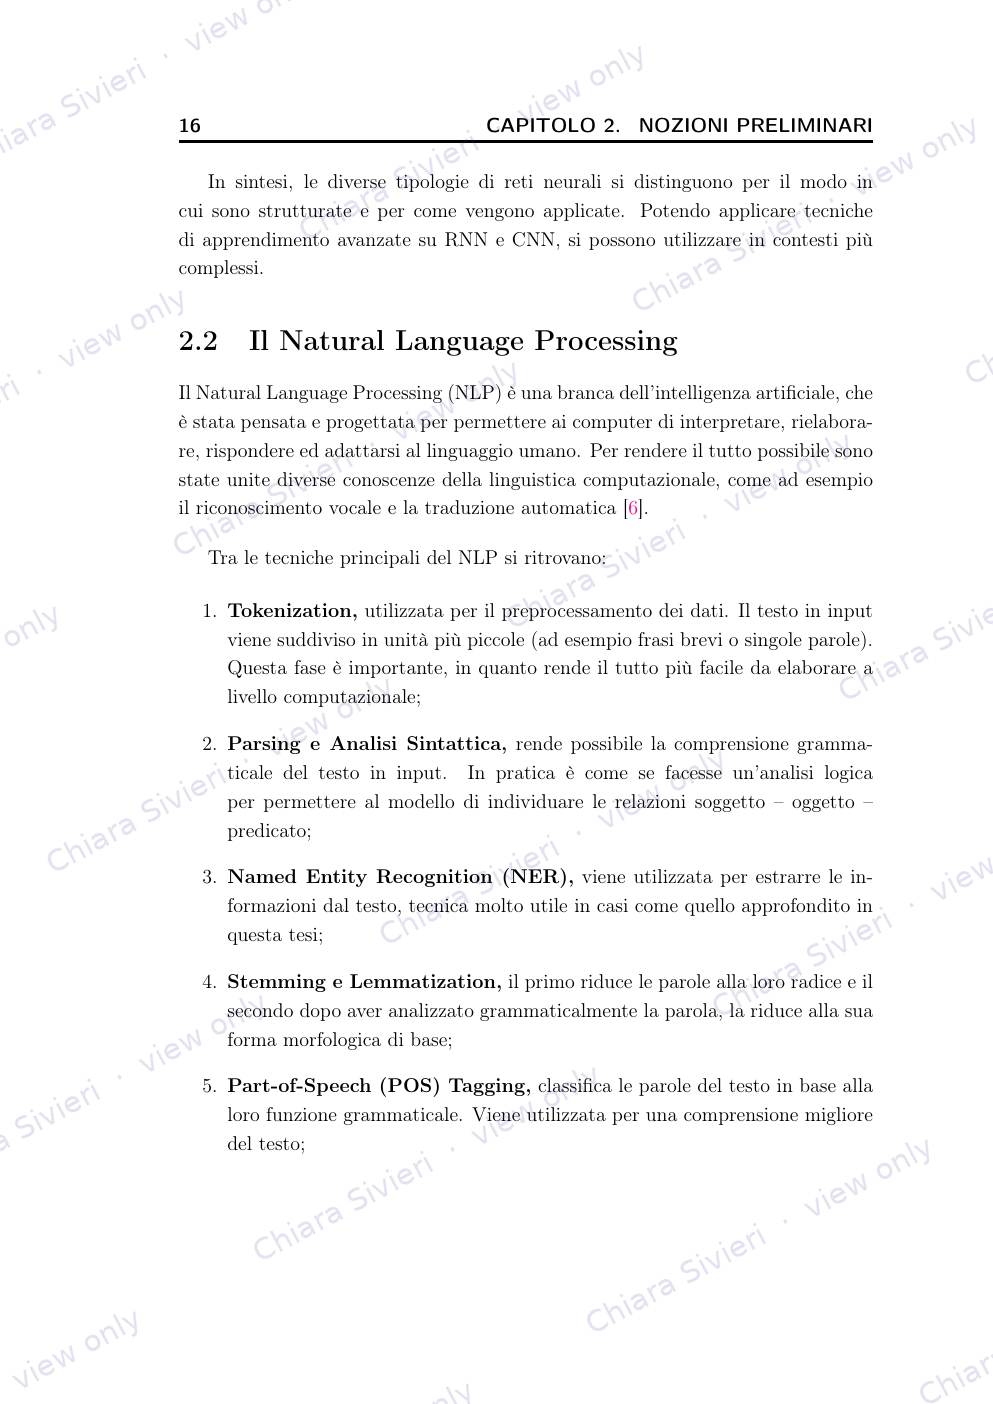 16 CAPITOLO 2. NOZIONI PRELIMINARI
In sintesi, le diverse tipologie di reti neurali si distinguono per il modo in
cui sono strutturate e per come vengono applicate. Potendo applicare tecniche
di apprendimento avanzate su RNN e CNN, si possono utilizzare in contesti più
complessi.
2.2 Il Natural Language Processing
Il Natural Language Processing (NLP) è una branca dell'intelligenza artificiale, che
è stata pensata e progettata per permettere ai computer di interpretare, rielabora-
re, rispondere ed adattarsi al linguaggio umano. Per rendere il tutto possibile sono
state unite diverse conoscenze della linguistica computazionale, come ad esempio
il riconoscimento vocale e la traduzione automatica [6].
Tra le tecniche principali del NLP si ritrovano:
1. Tokenization, utilizzata per il preprocessamento dei dati. Il testo in input
viene suddiviso in unità più piccole (ad esempio frasi brevi o singole parole).
Questa fase è importante, in quanto rende il tutto più facile da elaborare a
livello computazionale;
2. Parsing e Analisi Sintattica, rende possibile la comprensione gramma-
ticale del testo in input. In pratica è come se facesse un'analisi logica
per permettere al modello di individuare le relazioni soggetto – oggetto –
predicato;
3. Named Entity Recognition (NER), viene utilizzata per estrarre le in-
formazioni dal testo, tecnica molto utile in casi come quello approfondito in
questa tesi;
4. Stemming e Lemmatization, il primo riduce le parole alla loro radice e il
secondo dopo aver analizzato grammaticalmente la parola, la riduce alla sua
forma morfologica di base;
5. Part-of-Speech (POS) Tagging, classifica le parole del testo in base alla
loro funzione grammaticale. Viene utilizzata per una comprensione migliore
del testo;
Chiara Sivieri · view only